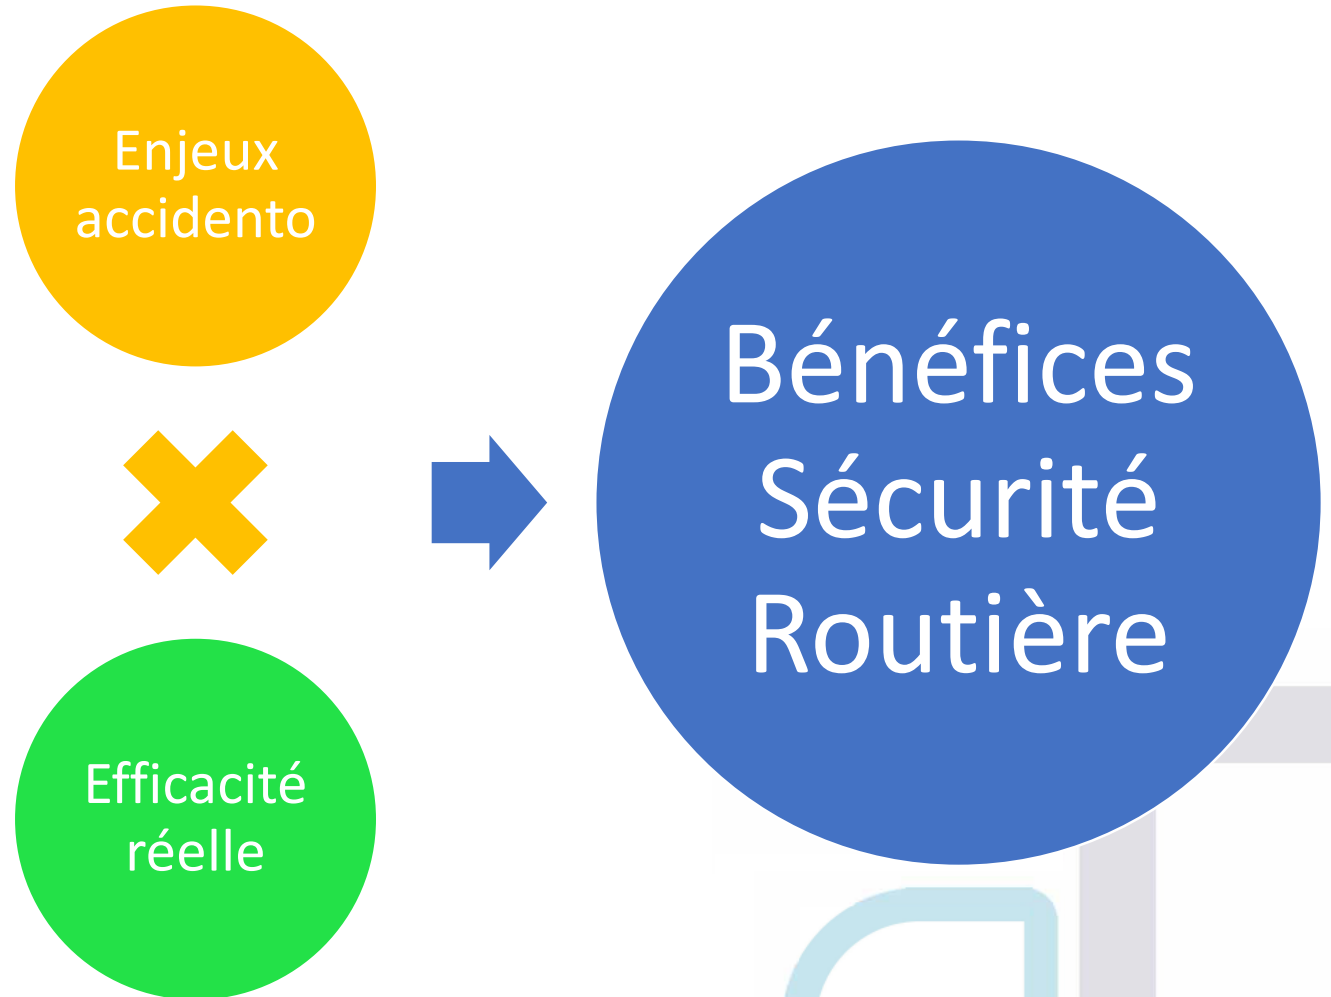 Enjeux
accidento
Efficacité
réelle
Bénéfices
Sécurité
Routière